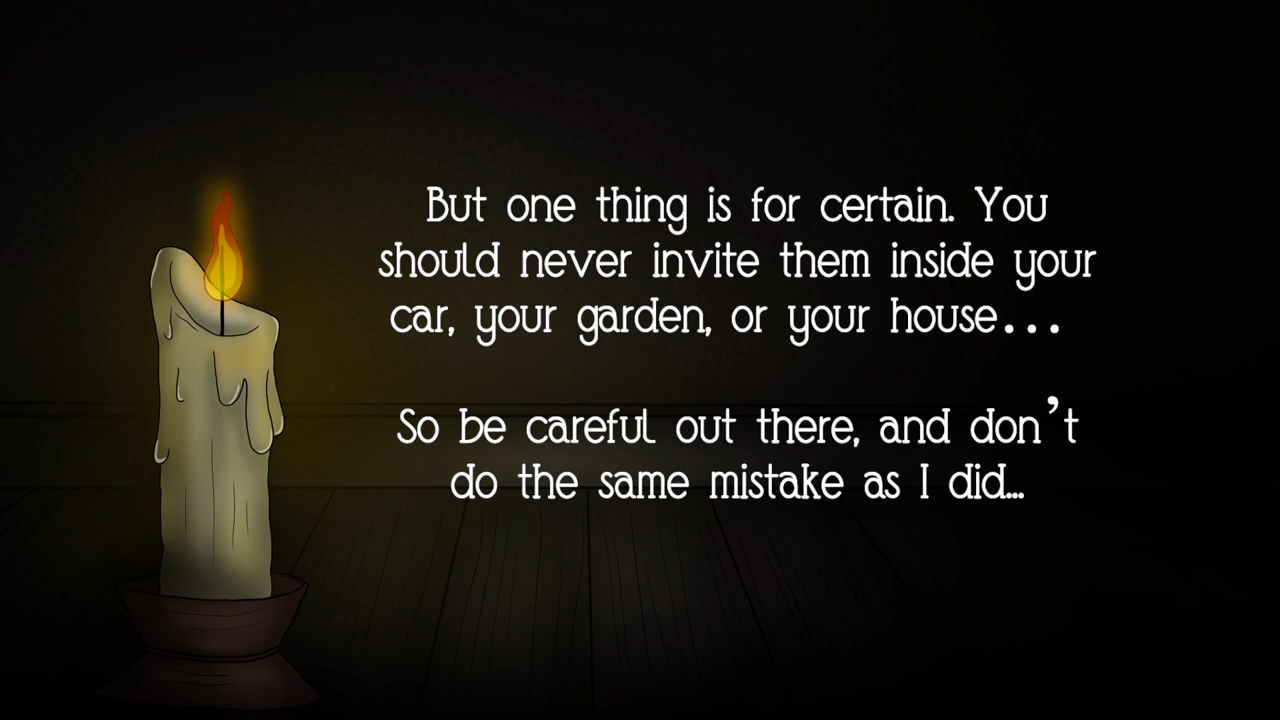 But one thing is for certain. You
should never invite them inside your
car, your garden, or your house...
So be careful out there, and don't
do the same mistake as I did...